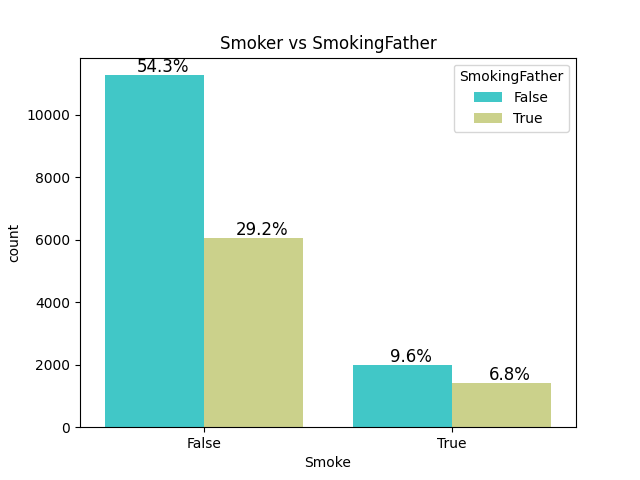 Smoker vs SmokingFather
54.3%
29.2%
9.6%
6.8%
SmokingFather
False
True
10000
8000
6000
4000
2000
0
count
False
True
Smoke